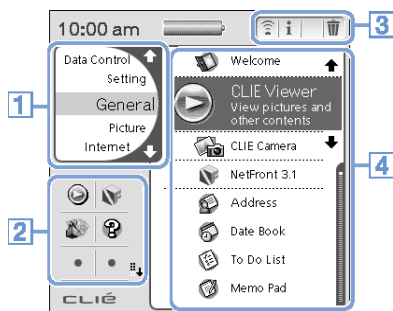 10:00 am
i
3
Data Control
Setting
General
Picture
Internet
1
Welcome
CLIE Viewer
View pictures and
other contents
CLIE Camera
NetFront 3.1
Address
Date Book
To Do List
Memo Pad
4
2
?
CLIÉ